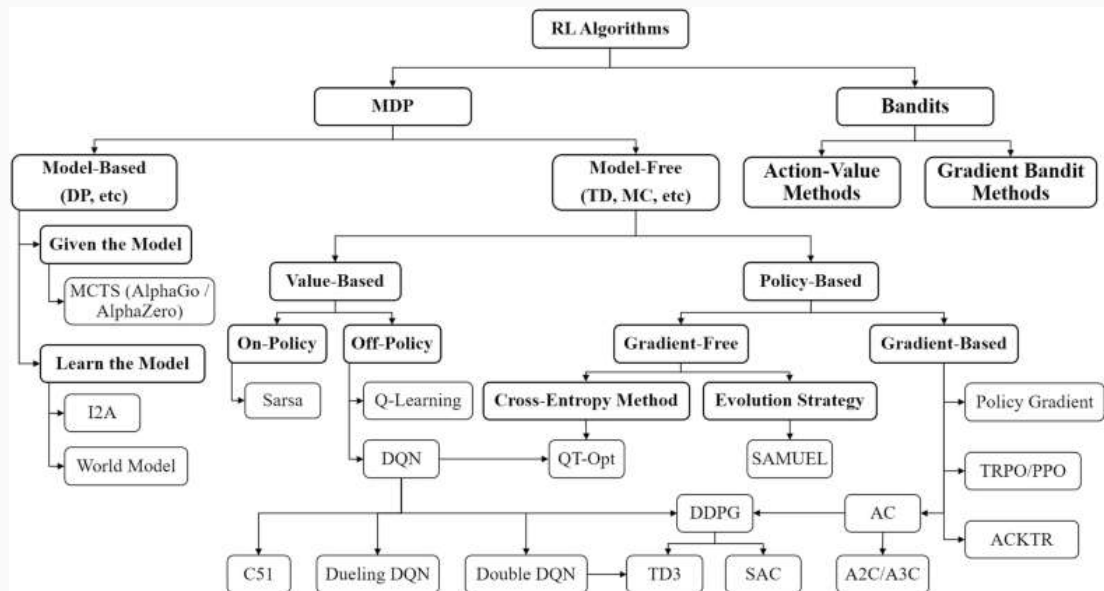 RL Algorithms
MDP
Bandits
Model-Based
(DP, etc)
Model-Free
(TD, MC, etc)
Action-Value
Methods
Gradient Bandit
Methods
Given the Model
MCTS (AlphaGo /
AlphaZero)
Value-Based
Policy-Based
On-Policy
Off-Policy
Gradient-Free
Gradient-Based
Learn the Model
Sarsa
Q-Learning
Cross-Entropy Method
Evolution Strategy
Policy Gradient
I2A
World Model
DQN
QT-Opt
SAMUEL
TRPO/PPO
DDPG
AC
ACKTR
C51
Dueling DQN
Double DQN
TD3
SAC
A2C/A3C